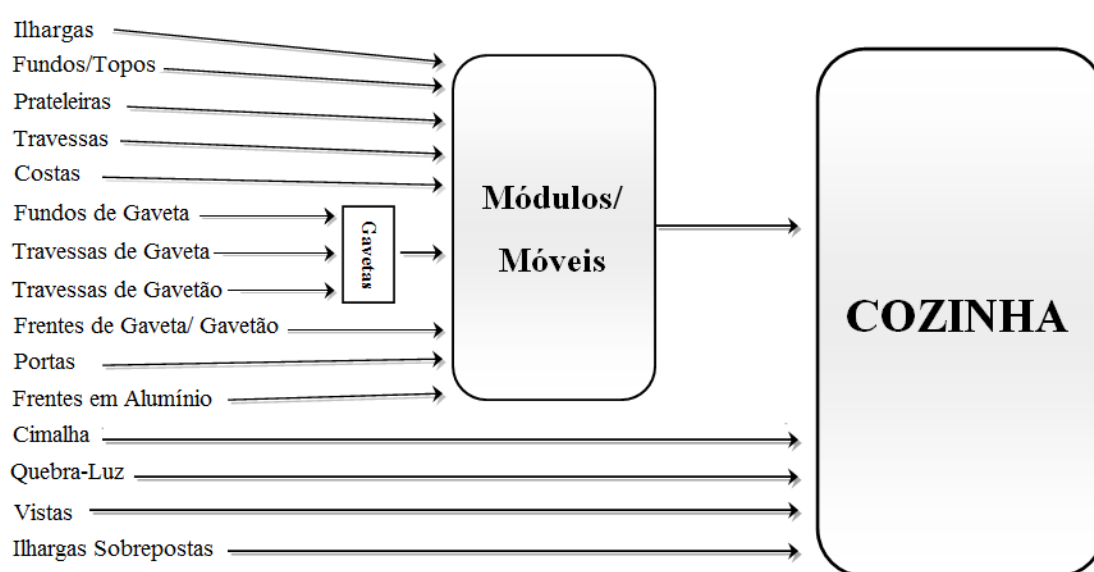 Ilhargas
Fundos/Topos
Prateleiras
Travessas
Costas
Fundos de Gaveta
Travessas de Gaveta
Travessas de Gavetão
Frentes de Gaveta/ Gavetão
Portas
Frentes em Alumínio
Cimalha
Quebra-Luz
Vistas
Ilhargas Sobrepostas
Gavetas
Módulos/
Móveis
COZINHA